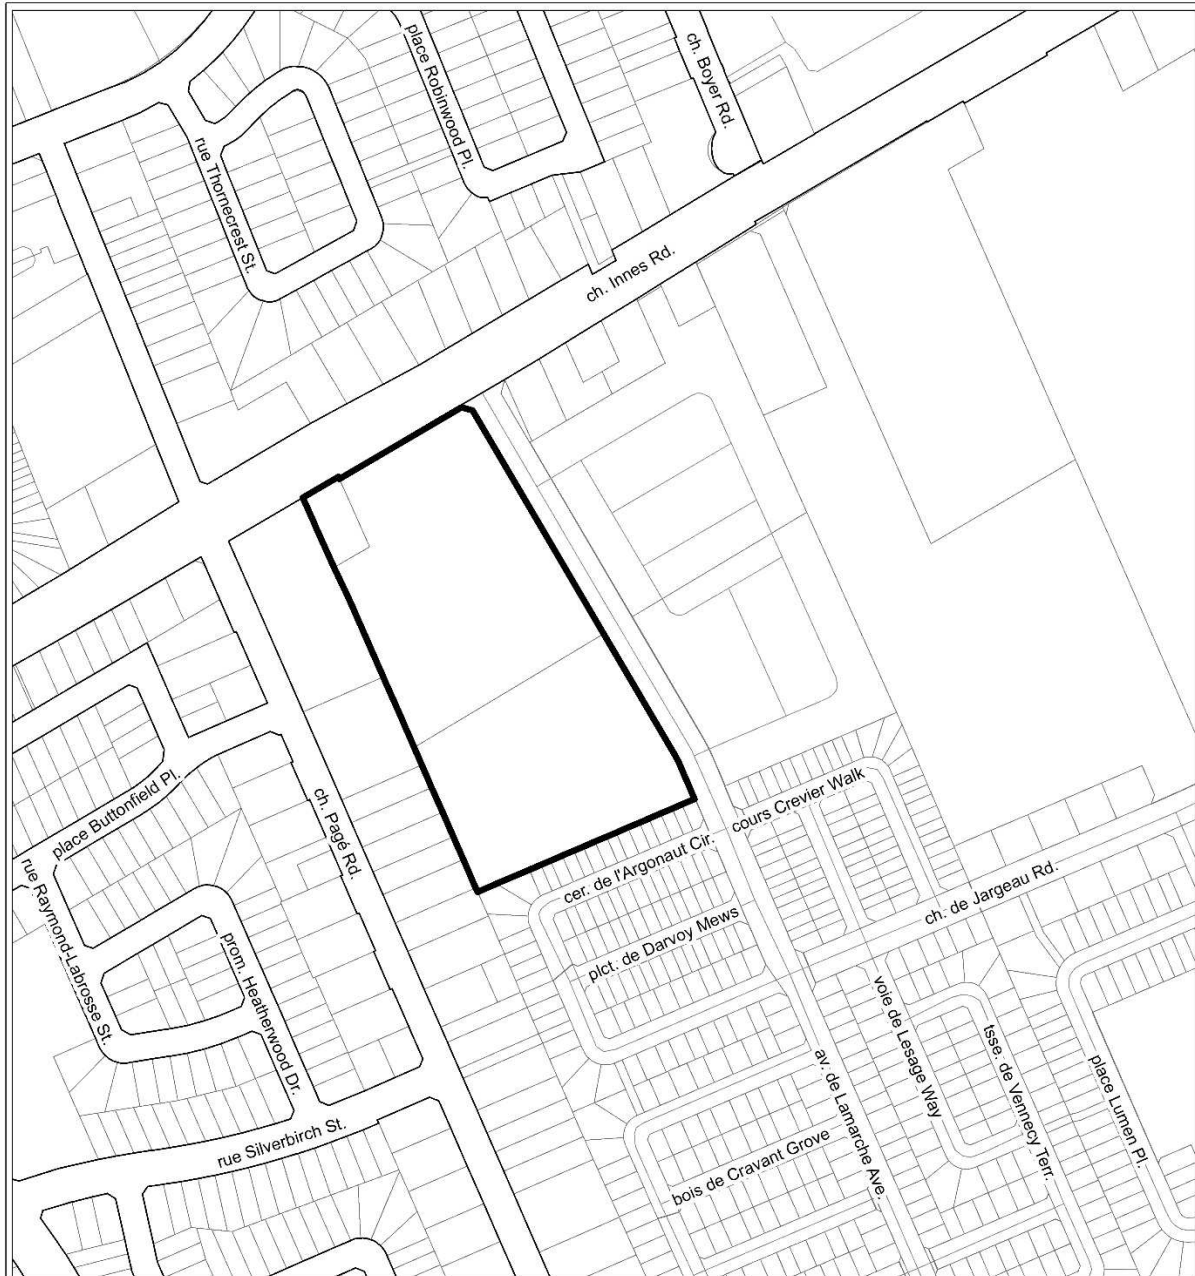 place Robinwood Pl.
ch. Boyer Rd.
rue Thornecrest St.
ch. Innes Rd.
place Buttonfield Pl.
ch. Pagé Rd.
cours Crevier Walk
cer. de l'Argonaut Cir.
rue Raymond-Labrosse St.
ch. de Jargeau Rd.
plct. de Darvoy Mews
prom. Heatherwood Dr.
voie de Lesage Way
tsse. de Vennecy Terr.
av. de Lamarche Ave.
place Lumen Pl.
rue Silverbirch St.
bois de Cravant Grove